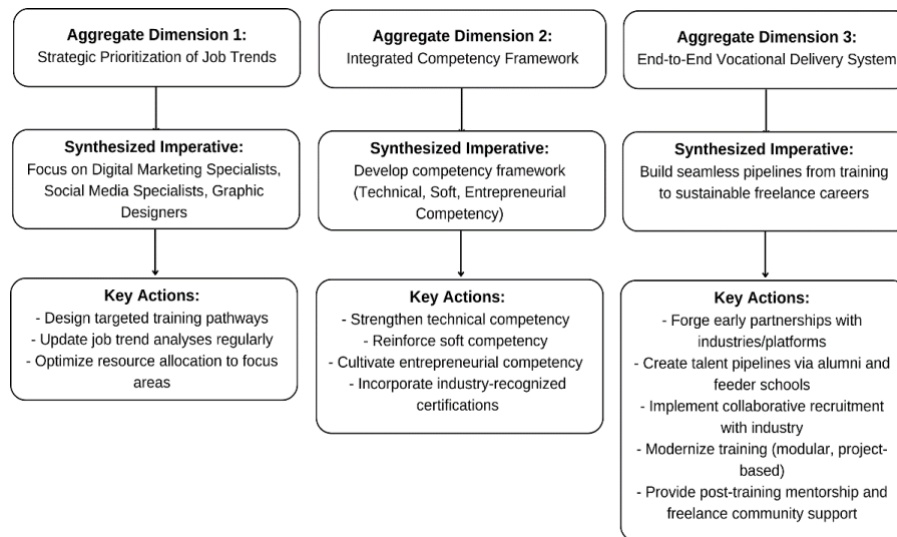 Aggregate Dimension 1:
Strategic Prioritization of Job Trends
Synthesized Imperative:
Focus on Digital Marketing Specialists,
Social Media Specialists, Graphic
Designers
Key Actions:
- Design targeted training pathways
- Update job trend analyses regularly
- Optimize resource allocation to focus
areas
Aggregate Dimension 2:
Integrated Competency Framework
Synthesized Imperative:
Develop competency framework
(Technical, Soft, Entrepreneurial
Competency)
Key Actions:
- Strengthen technical competency
- Reinforce soft competency
- Cultivate entrepreneurial competency
- Incorporate industry-recognized
certifications
Aggregate Dimension 3:
End-to-End Vocational Delivery System
Synthesized Imperative:
Build seamless pipelines from training
to sustainable freelance careers
Key Actions:
- Forge early partnerships with
industries/platforms
- Create talent pipelines via alumni and
feeder schools
- Implement collaborative recruitment
with industry
- Modernize training (modular, project-
based)
- Provide post-training mentorship and
freelance community support